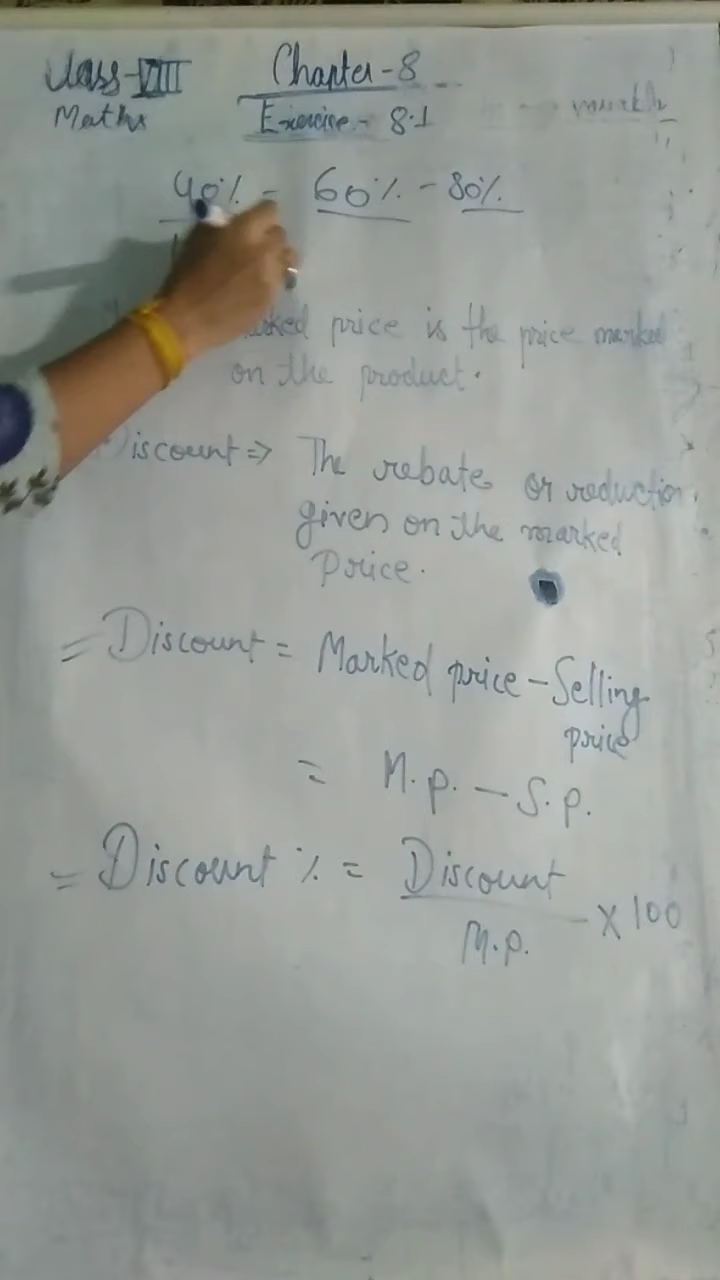 Class-VIII
Maths
Chapter-8
Exercise- 8.1
40% - 60% - 80%
price is the price marked
on the product.
Discount => The rebate or reduction
given on the marked
Price.
= Discount = Marked price - Selling
price
= M.p. - S.p.
= Discount % = Discount
M.p. × 100